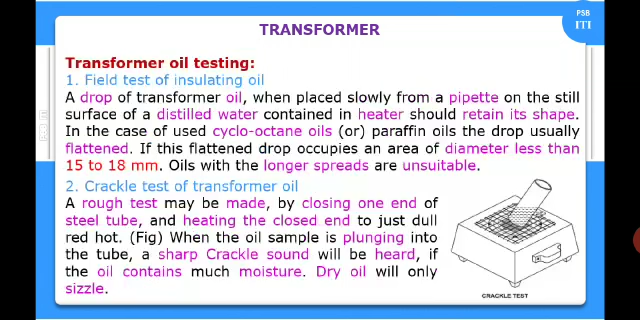 PSB
ITI
TRANSFORMER
Transformer oil testing:
1. Field test of insulating oil
A drop of transformer oil, when placed slowly from a pipette on the still
surface of a distilled water contained in heater should retain its shape.
In the case of used cyclo-octane oils (or) paraffin oils the drop usually
flattened. If this flattened drop occupies an area of diameter less than
15 to 18 mm. Oils with the longer spreads are unsuitable.
2. Crackle test of transformer oil
A rough test may be made, by closing one end of
steel tube, and heating the closed end to just dull
red hot. (Fig) When the oil sample is plunging into
the tube, a sharp Crackle sound will be heard, if
the oil contains much moisture. Dry oil will only
sizzle.
CRACKLE TEST